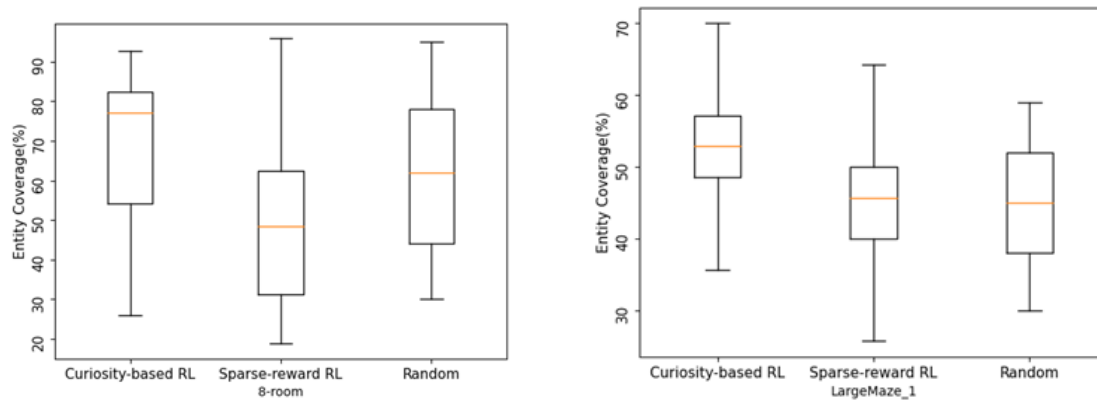 Entity Coverage(%)
90
80
70
60
50
40
30
20
Curiosity-based RL Sparse-reward RL Random
8-room
Entity Coverage(%)
70
60
50
40
30
Curiosity-based RL Sparse-reward RL Random
LargeMaze_1